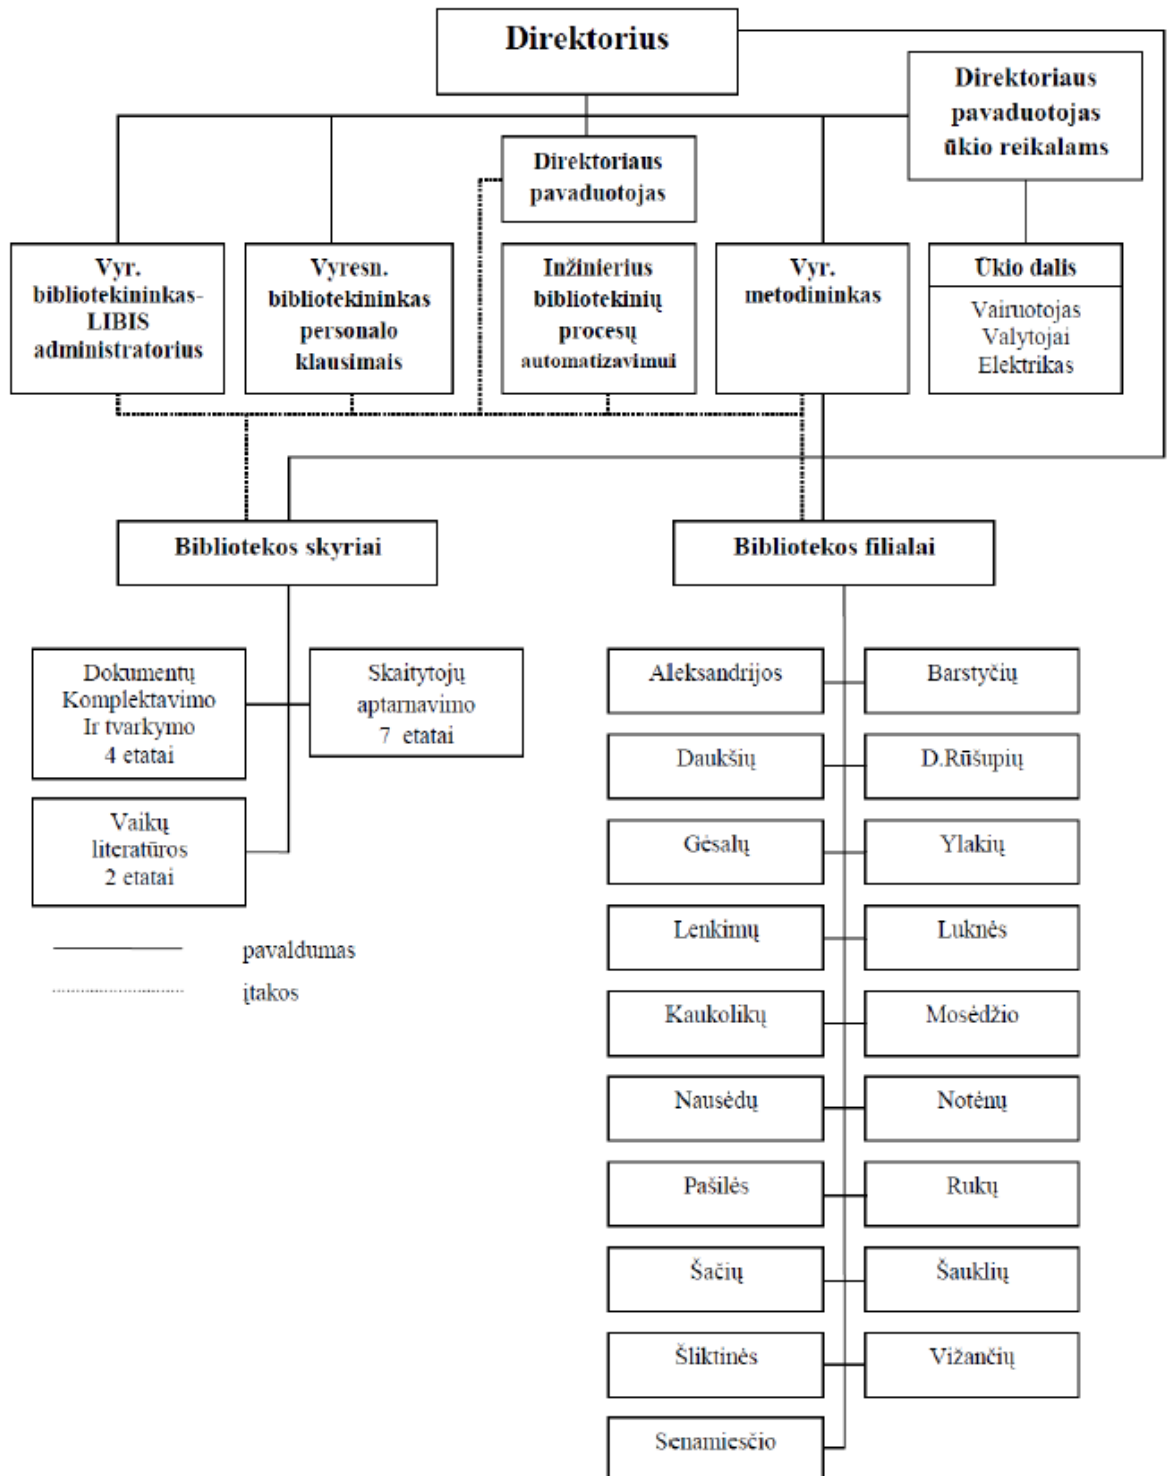 Direktorius
Direktoriaus
pavaduotojas
ūkio reikalams
Direktoriaus
pavaduotojas
Vyr.
bibliotekininkas-
LIBIS
administratorius
Vyresn.
bibliotekininkas
personalo
klausimais
Inžinierius
bibliotekinių
procesų
automatizavimui
Vyr.
metodininkas
Ūkio dalis
Vairuotojas
Valytojai
Elektrikas
Bibliotekos skyriai
Bibliotekos filialai
Dokumentų
Komplektavimo
Ir tvarkymo
4 etatai
Skaitytojų
aptarnavimo
7 etatai
Vaikų
literatūros
2 etatai
pavaldumas
įtakos
Aleksandrijos
Barstyčių
Daukšių
D.Rūšupių
Gėsalų
Ylakių
Lenkimų
Luknės
Kaukolikų
Mosėdžio
Nausėdų
Notėnų
Pašilės
Rukų
Šačių
Šauklių
Šliktinės
Vižančių
Senamiesčio